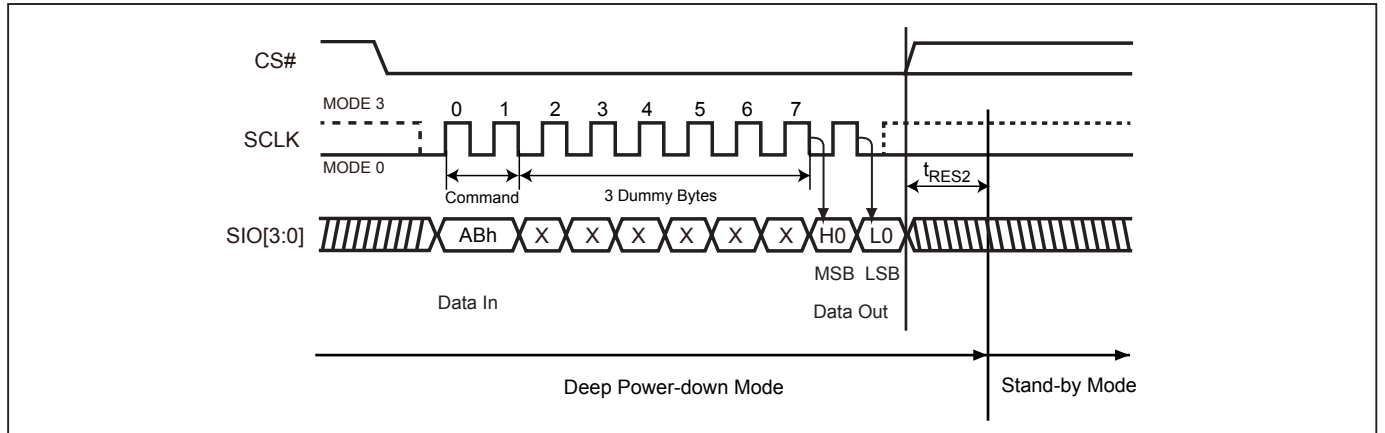 CS#
MODE 3
0 1 2 3 4 5 6 7
SCLK
MODE 0
tRES2
Command
3 Dummy Bytes
SIO[3:0]
ABh X X X X X X H0 L0
MSB LSB
Data In
Data Out
Deep Power-down Mode
Stand-by Mode